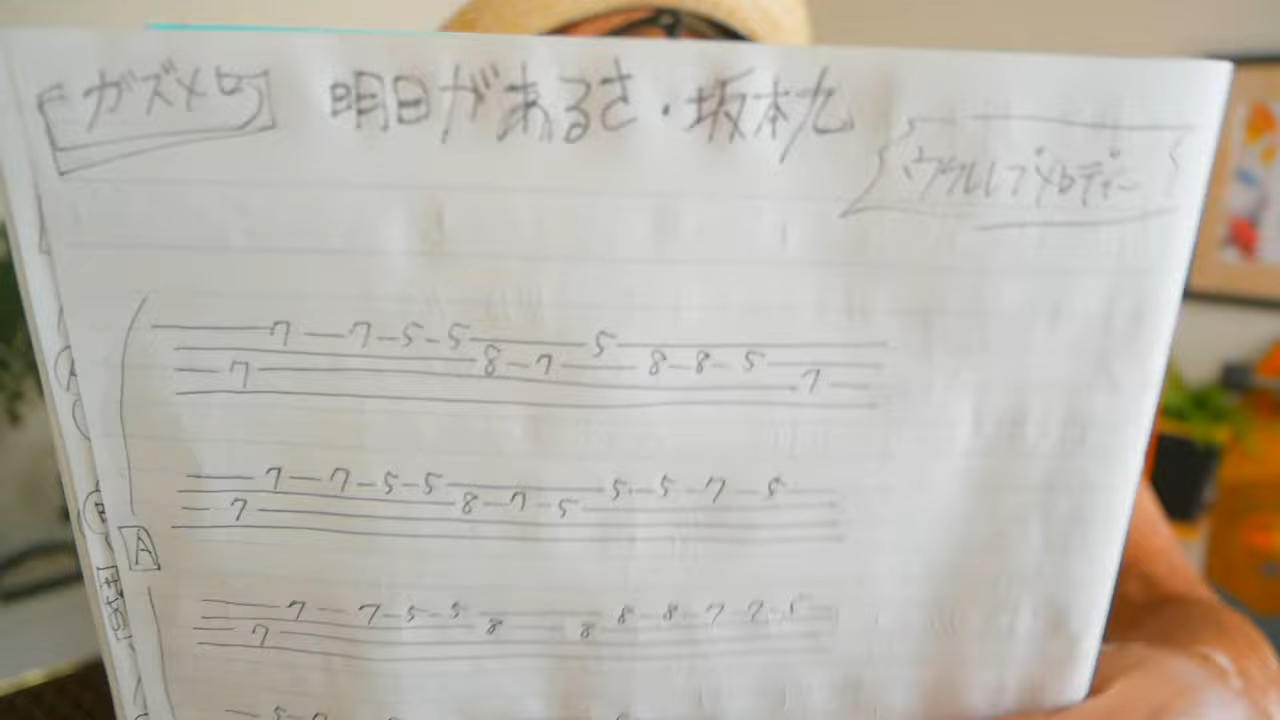 ガズメロ
明日があるさ・坂本九
ウクレレでメロディー
7 7 5 5 5
8 7 8 8 5
7 7
7 7 5 5 5 5 7 5
8 7 5
7
A
7 7 5 5 8 8 7 7 5
8 8
7